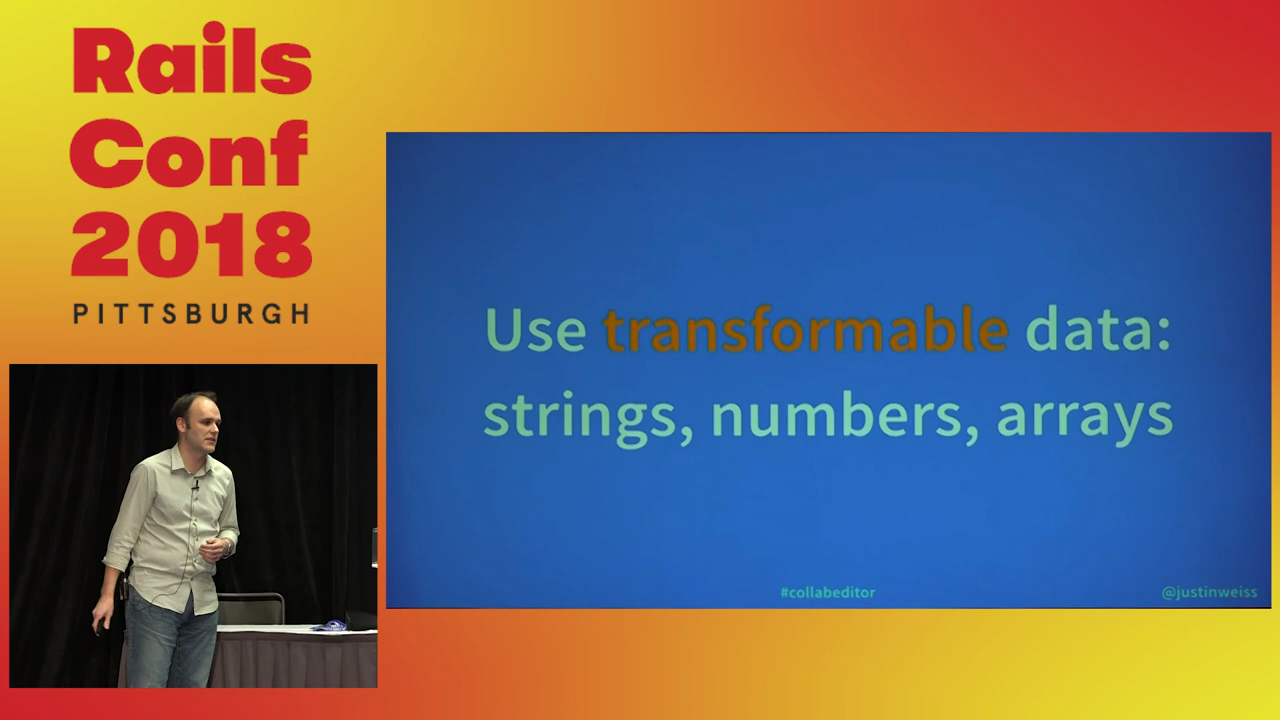 Rails
Conf
2018
PITTSBURGH
Use transformable data:
strings, numbers, arrays
#collabeditor
@justinweiss